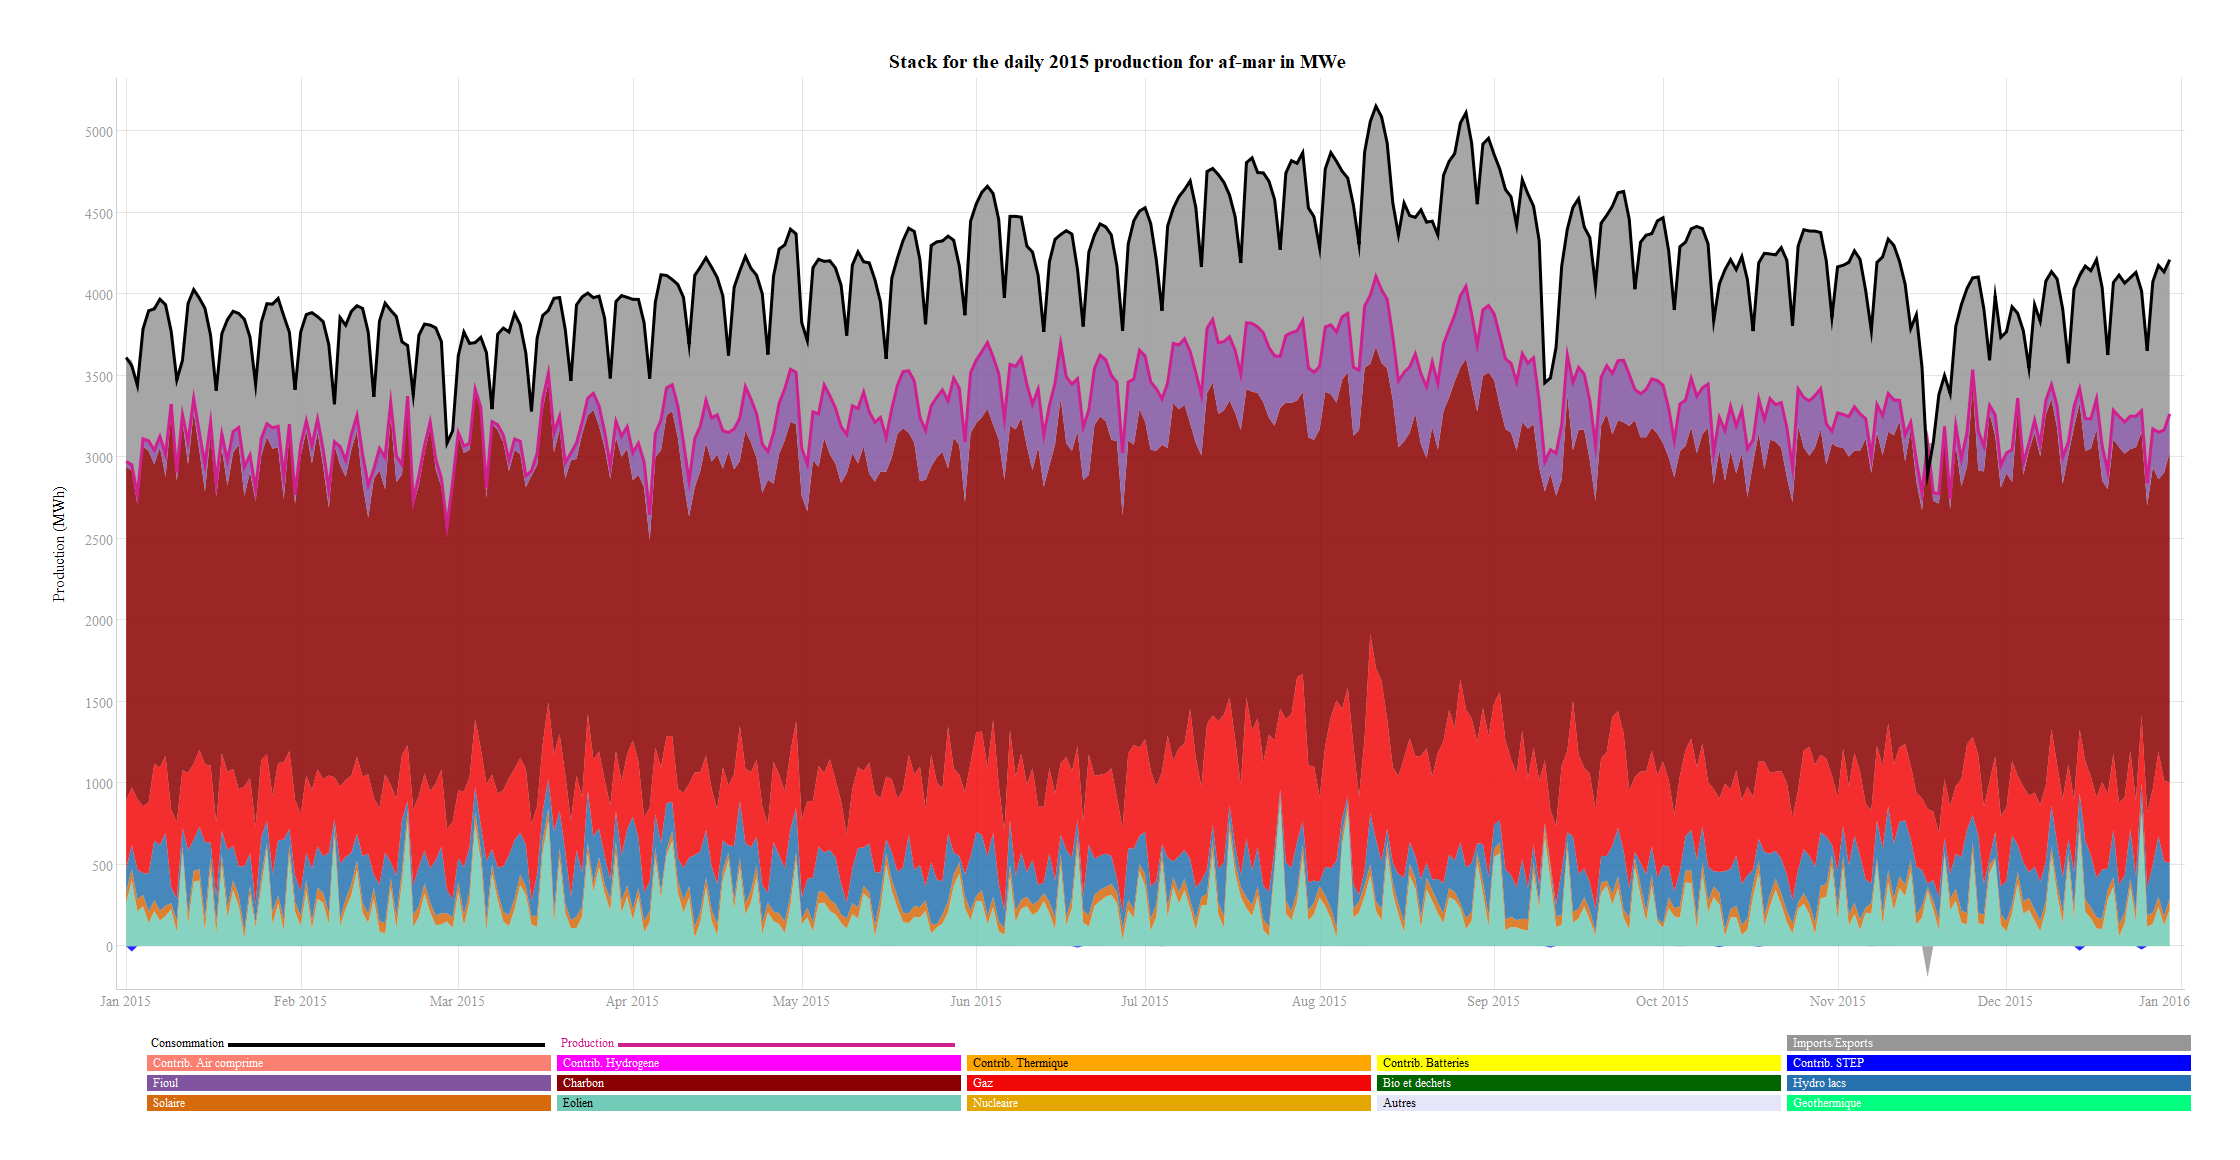 Stack for the daily 2015 production for af-mar in MWe
Production (MWh)
5000
4500
4000
3500
3000
2500
2000
1500
1000
500
0
Jan 2015 Feb 2015 Mar 2015 Apr 2015 May 2015 Jun 2015 Jul 2015 Aug 2015 Sep 2015 Oct 2015 Nov 2015 Dec 2015 Jan 2016
Consommation Production Imports/Exports
Contrib. Air comprime Contrib. Hydrogene Contrib. Thermique Contrib. Batteries Contrib. STEP
Fioul Charbon Gaz Bio et dechets Hydro lacs
Solaire Eolien Nucleaire Autres Geothermique